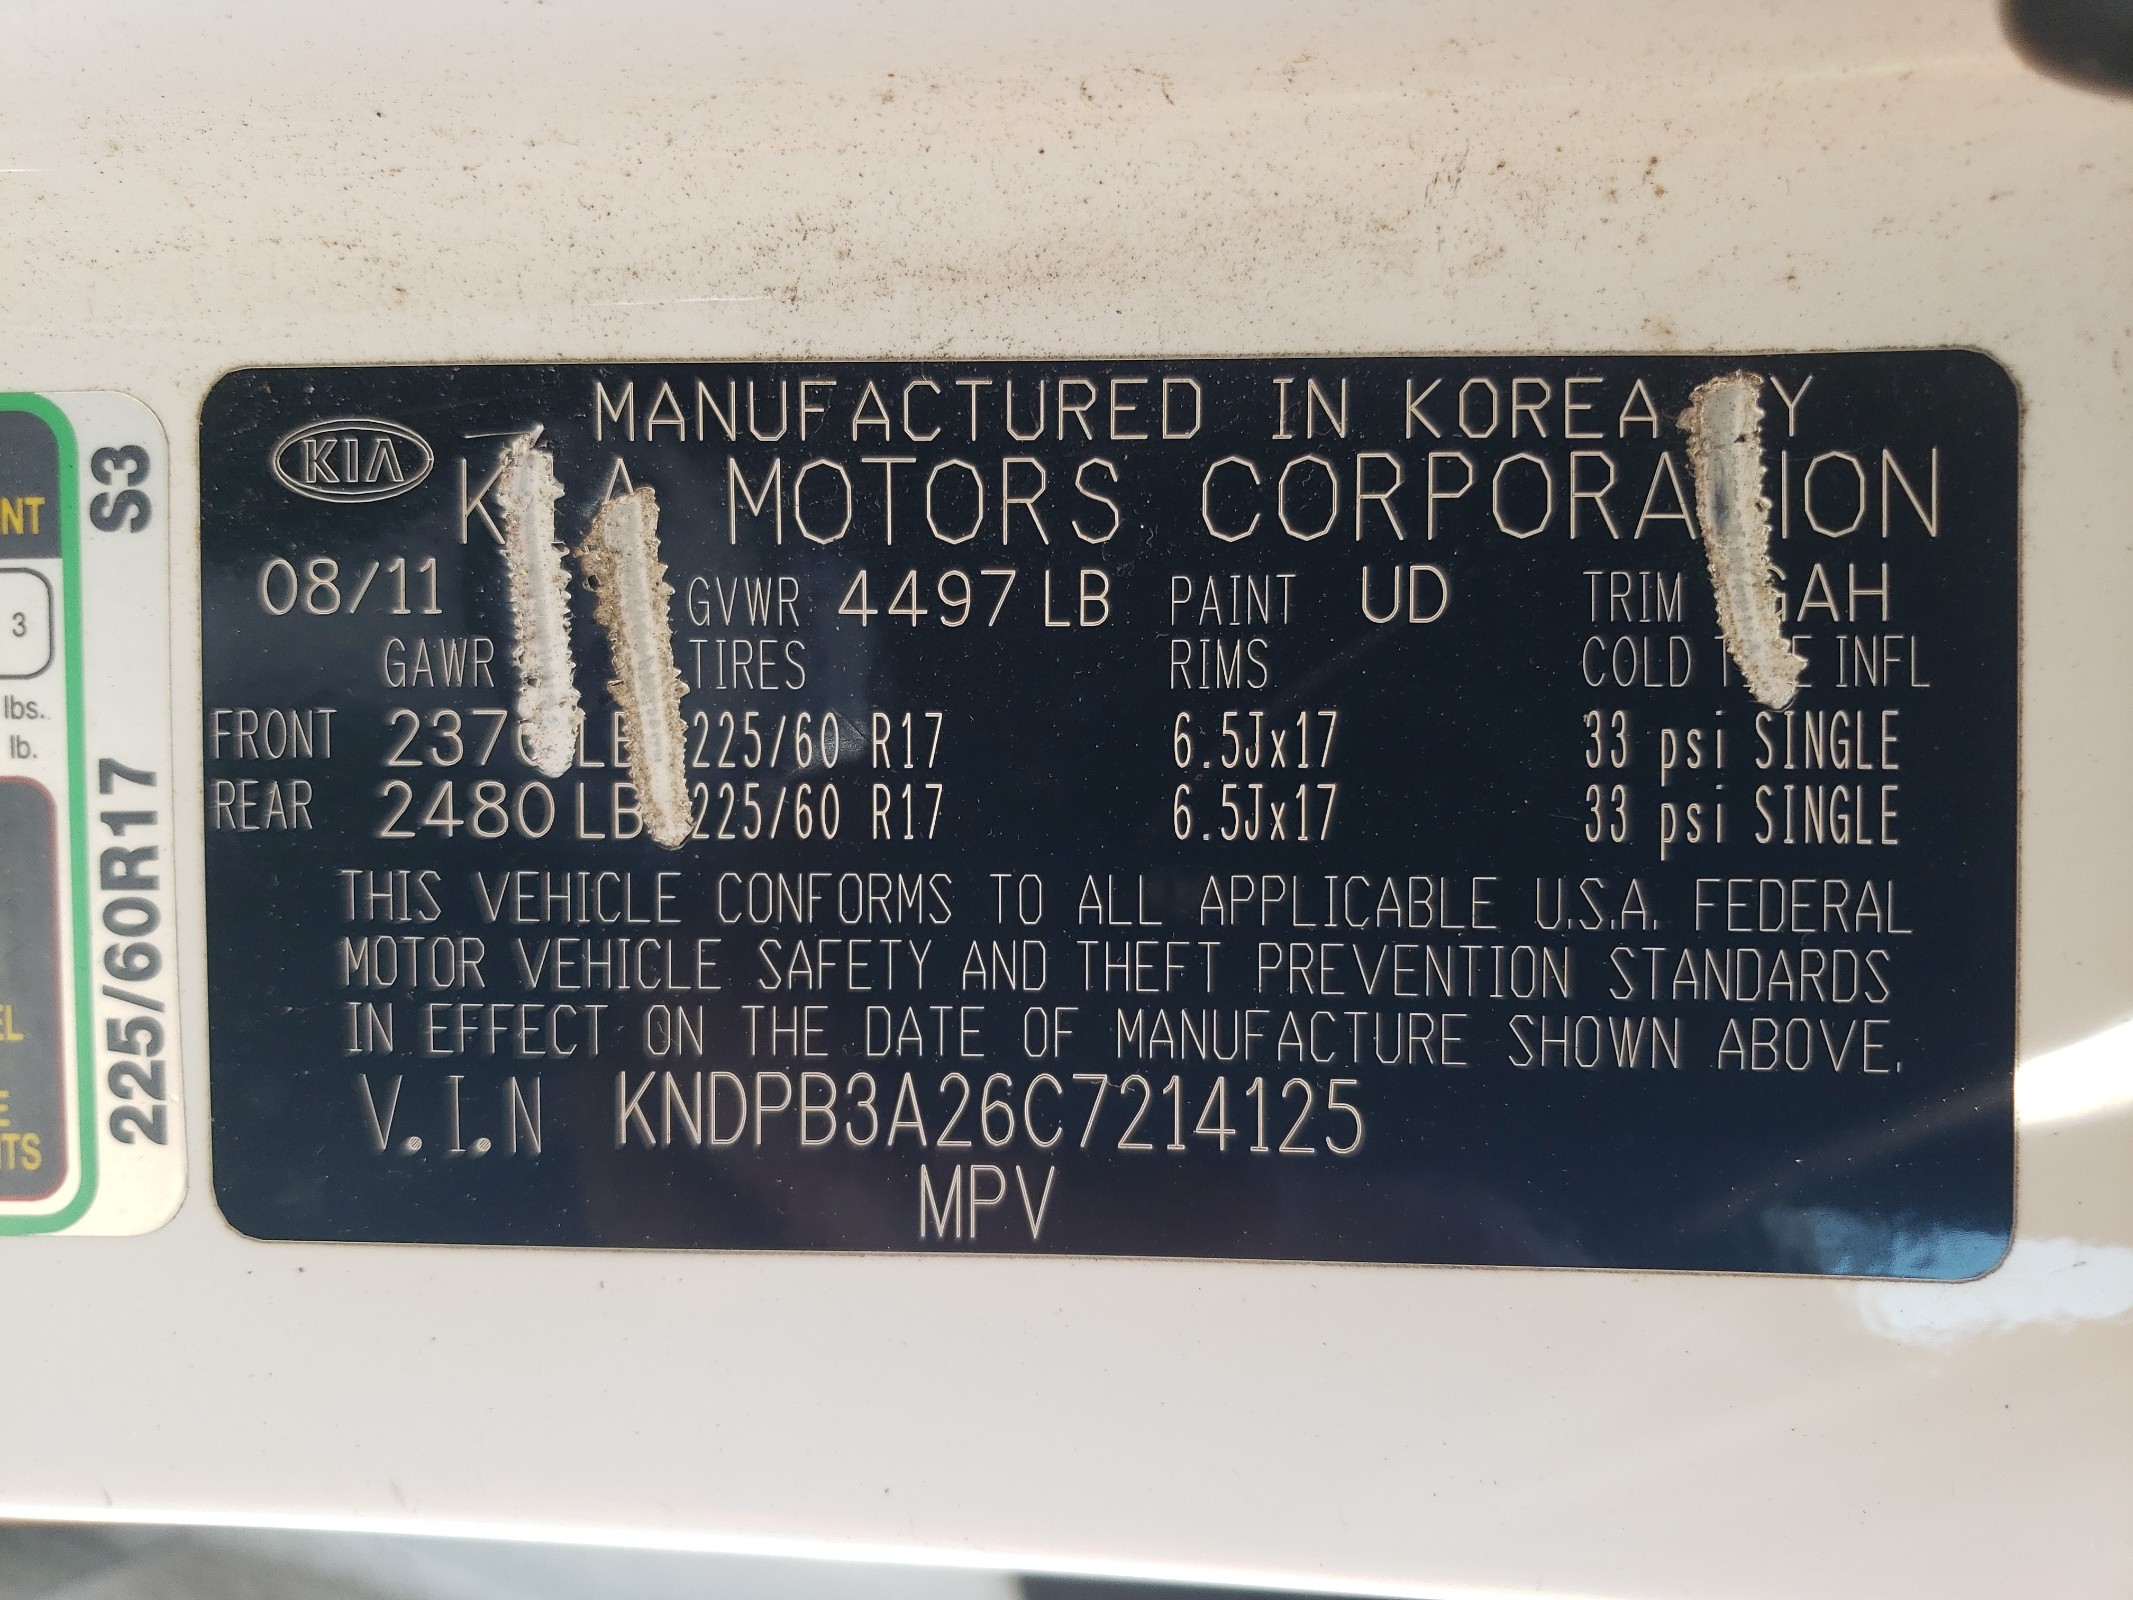 MANUFACTURED IN KOREA Y
KIA
MOTORS CORPORATION
08/11 GVWR 4497 LB PAINT UD TRIM GAH
GAWR TIRES RIMS COLD INFL
FRONT LB 225/60 R17 6.5Jx17 33 psi SINGLE
REAR 2480 LB 225/60 R17 6.5Jx17 33 psi SINGLE
THIS VEHICLE CONFORMS TO ALL APPLICABLE U.S.A. FEDERAL
MOTOR VEHICLE SAFETY AND THEFT PREVENTION STANDARDS
IN EFFECT ON THE DATE OF MANUFACTURE SHOWN ABOVE.
V.I.N KNDPB3A26C7214125
MPV
S3
225/60R17
3
lbs.
lb.